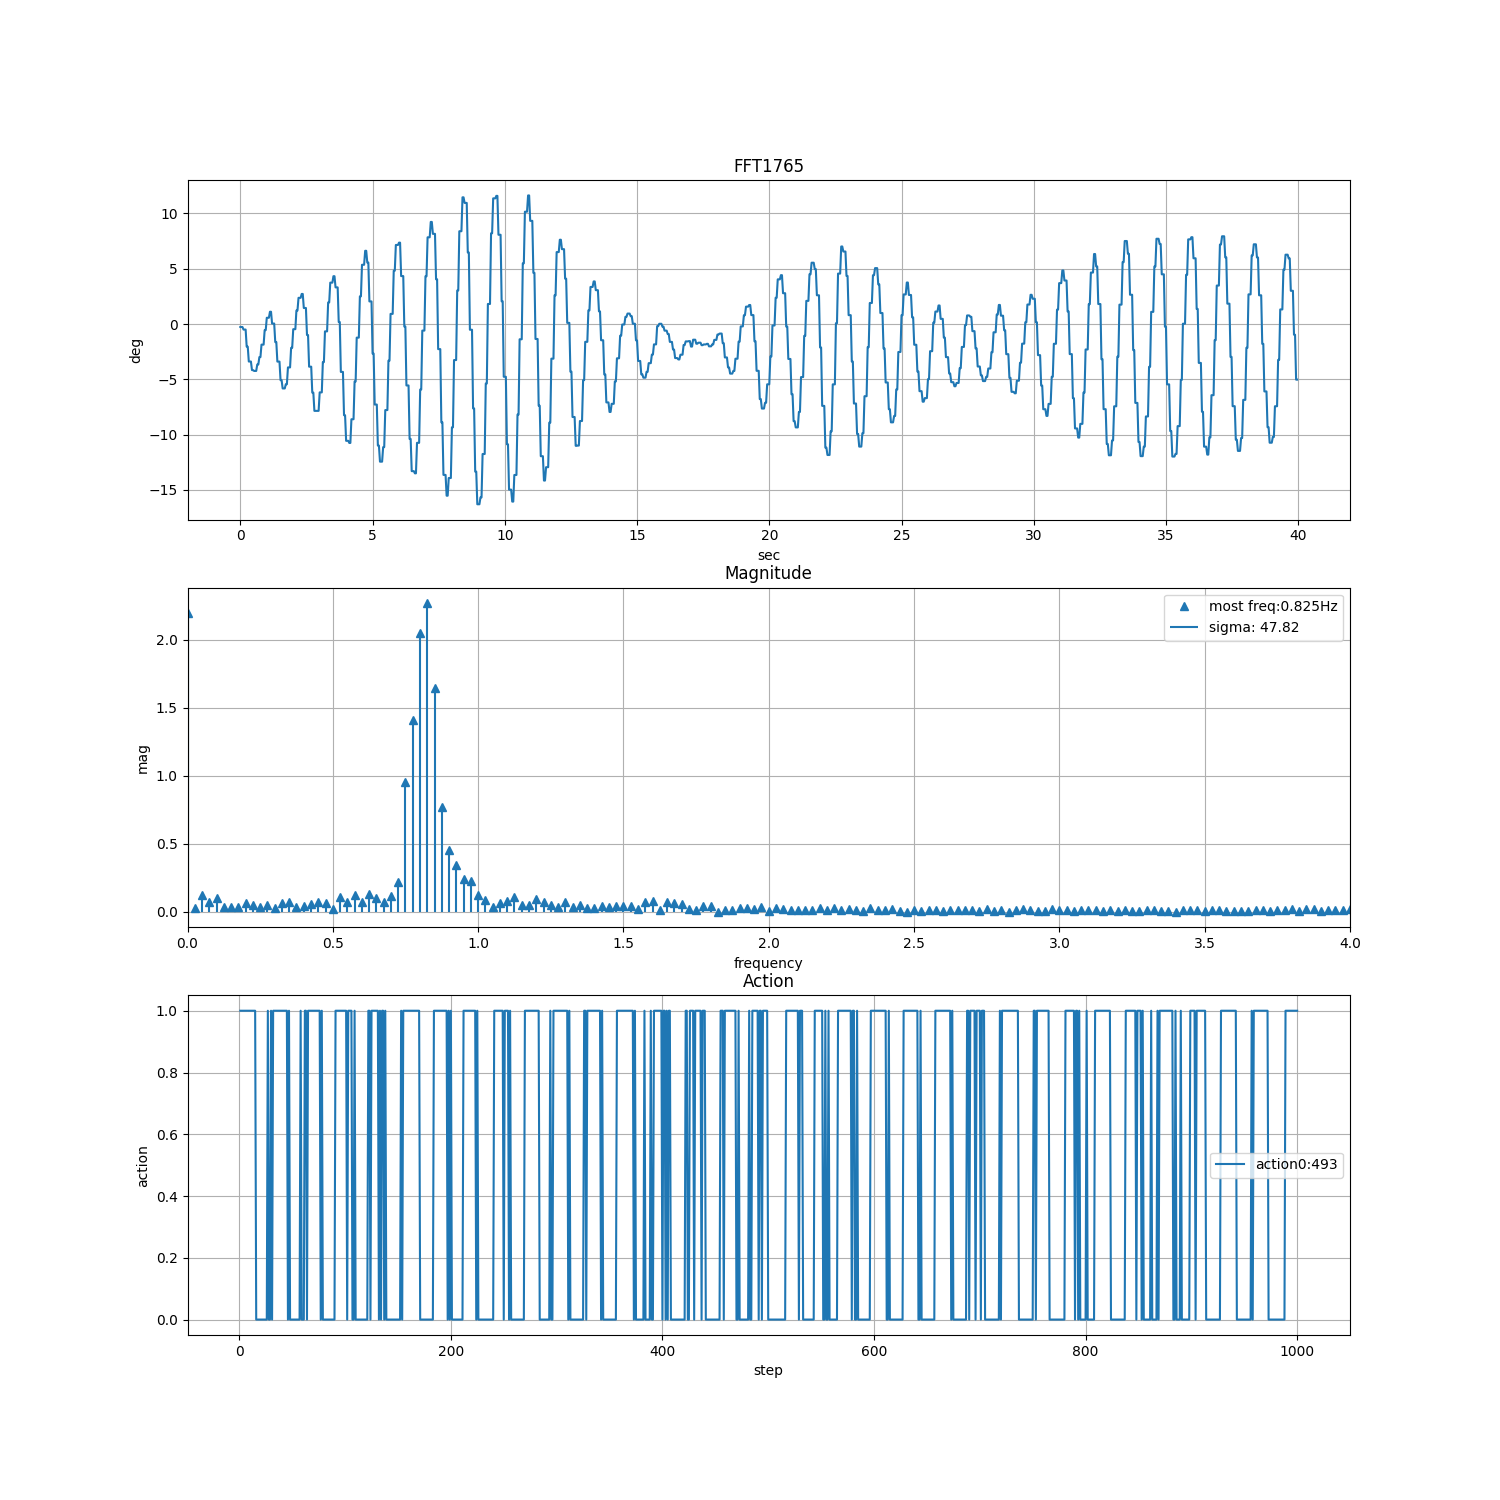 FFT1765
10
5
0
−5
−10
−15
deg
0 5 10 15 20 25 30 35 40
sec
Magnitude
most freq:0.825Hz
sigma: 47.82
2.0
1.5
1.0
0.5
0.0
mag
0.0 0.5 1.0 1.5 2.0 2.5 3.0 3.5 4.0
frequency
Action
1.0
0.8
0.6
0.4
0.2
0.0
action
action0:493
0 200 400 600 800 1000
step